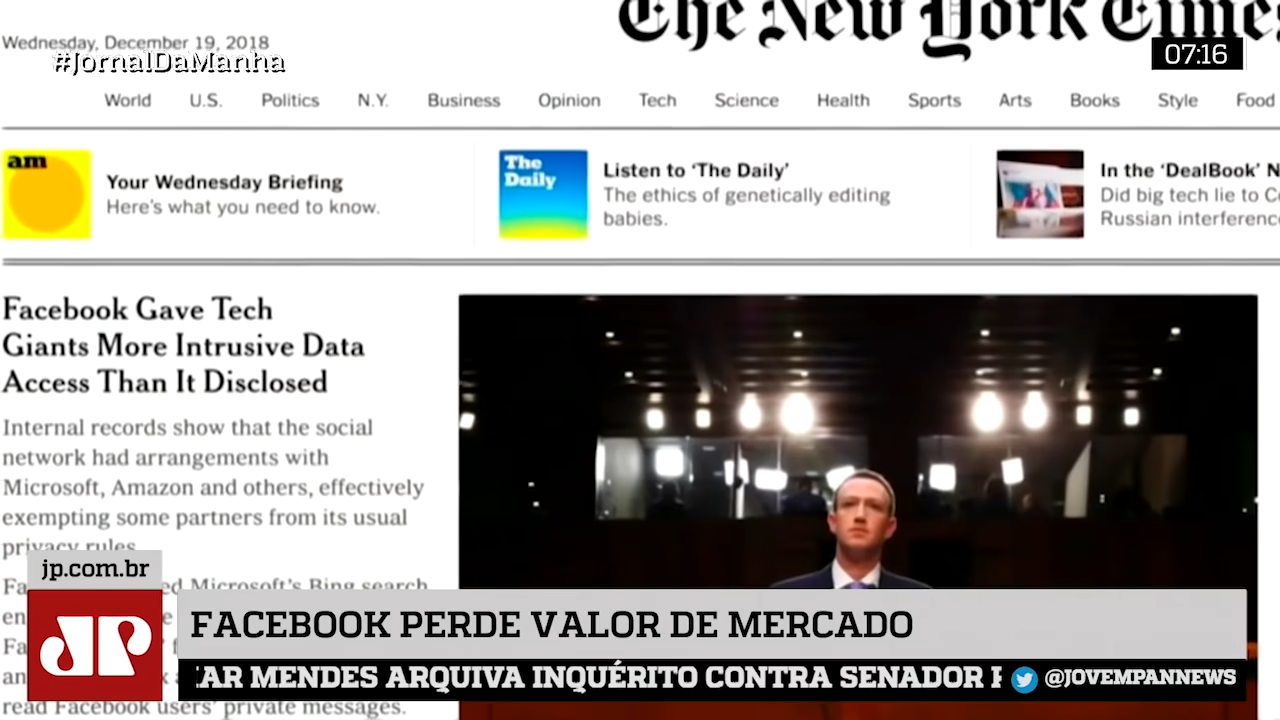 The New York Times
Wednesday, December 19, 2018
#JornalDaManha
07:16
World U.S. Politics N.Y. Business Opinion Tech Science Health Sports Arts Books Style Food
am
Your Wednesday Briefing
Here's what you need to know.
The
Daily
Listen to ‘The Daily’
The ethics of genetically editing
babies.
In the ‘DealBook’ N
Did big tech lie to Co
Russian interference
Facebook Gave Tech
Giants More Intrusive Data
Access Than It Disclosed
Internal records show that the social
network had arrangements with
Microsoft, Amazon and others, effectively
exempting some partners from its usual
privacy rules.
jp.com.br
Microsoft's Bing search
JP
FACEBOOK PERDE VALOR DE MERCADO
MENDES ARQUIVA INQUÉRITO CONTRA SENADOR
@JOVEMPANNEWS
read Facebook users' private messages.